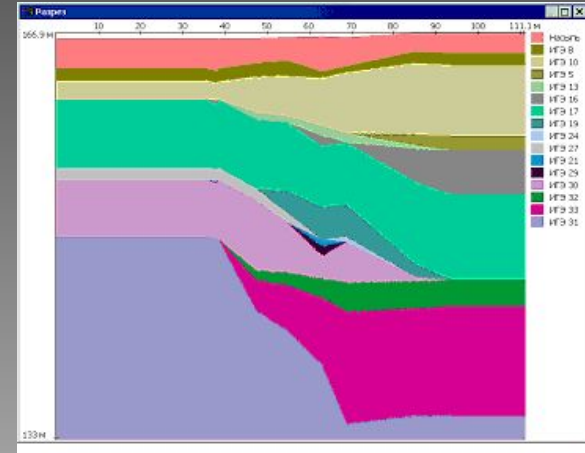 Разрез
10 20 30 40 50 60 70 80 90 100 111.1 м
166.9 м
Насыпь
ИГЭ 8
ИГЭ 10
ИГЭ 5
ИГЭ 13
ИГЭ 16
ИГЭ 17
ИГЭ 19
ИГЭ 24
ИГЭ 27
ИГЭ 21
ИГЭ 29
ИГЭ 30
ИГЭ 32
ИГЭ 33
ИГЭ 31
133 м